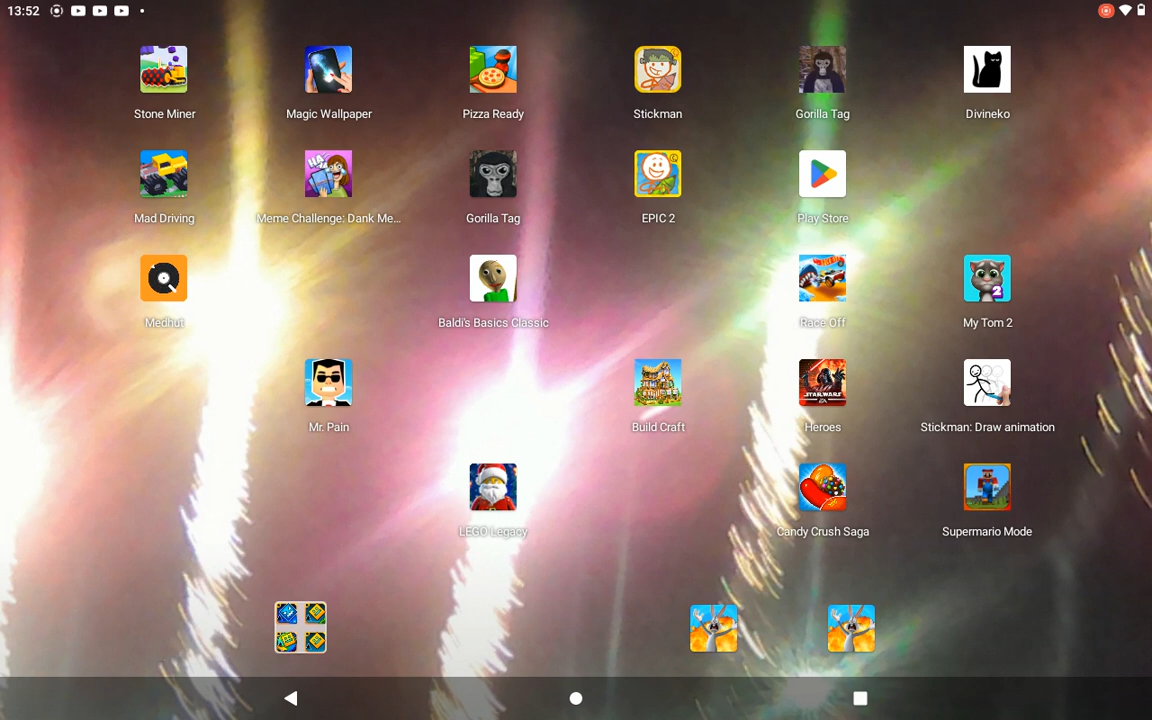 13:52
Stone Miner
Magic Wallpaper
Pizza Ready
Stickman
Gorilla Tag
Divineko
Mad Driving
Meme Challenge: Dank Me...
Gorilla Tag
EPIC 2
Play Store
Medhut
Baldi's Basics Classic
Race Off
My Tom 2
Mr. Pain
Build Craft
Heroes
Stickman: Draw animation
LEGO Legacy
Candy Crush Saga
Supermario Mode